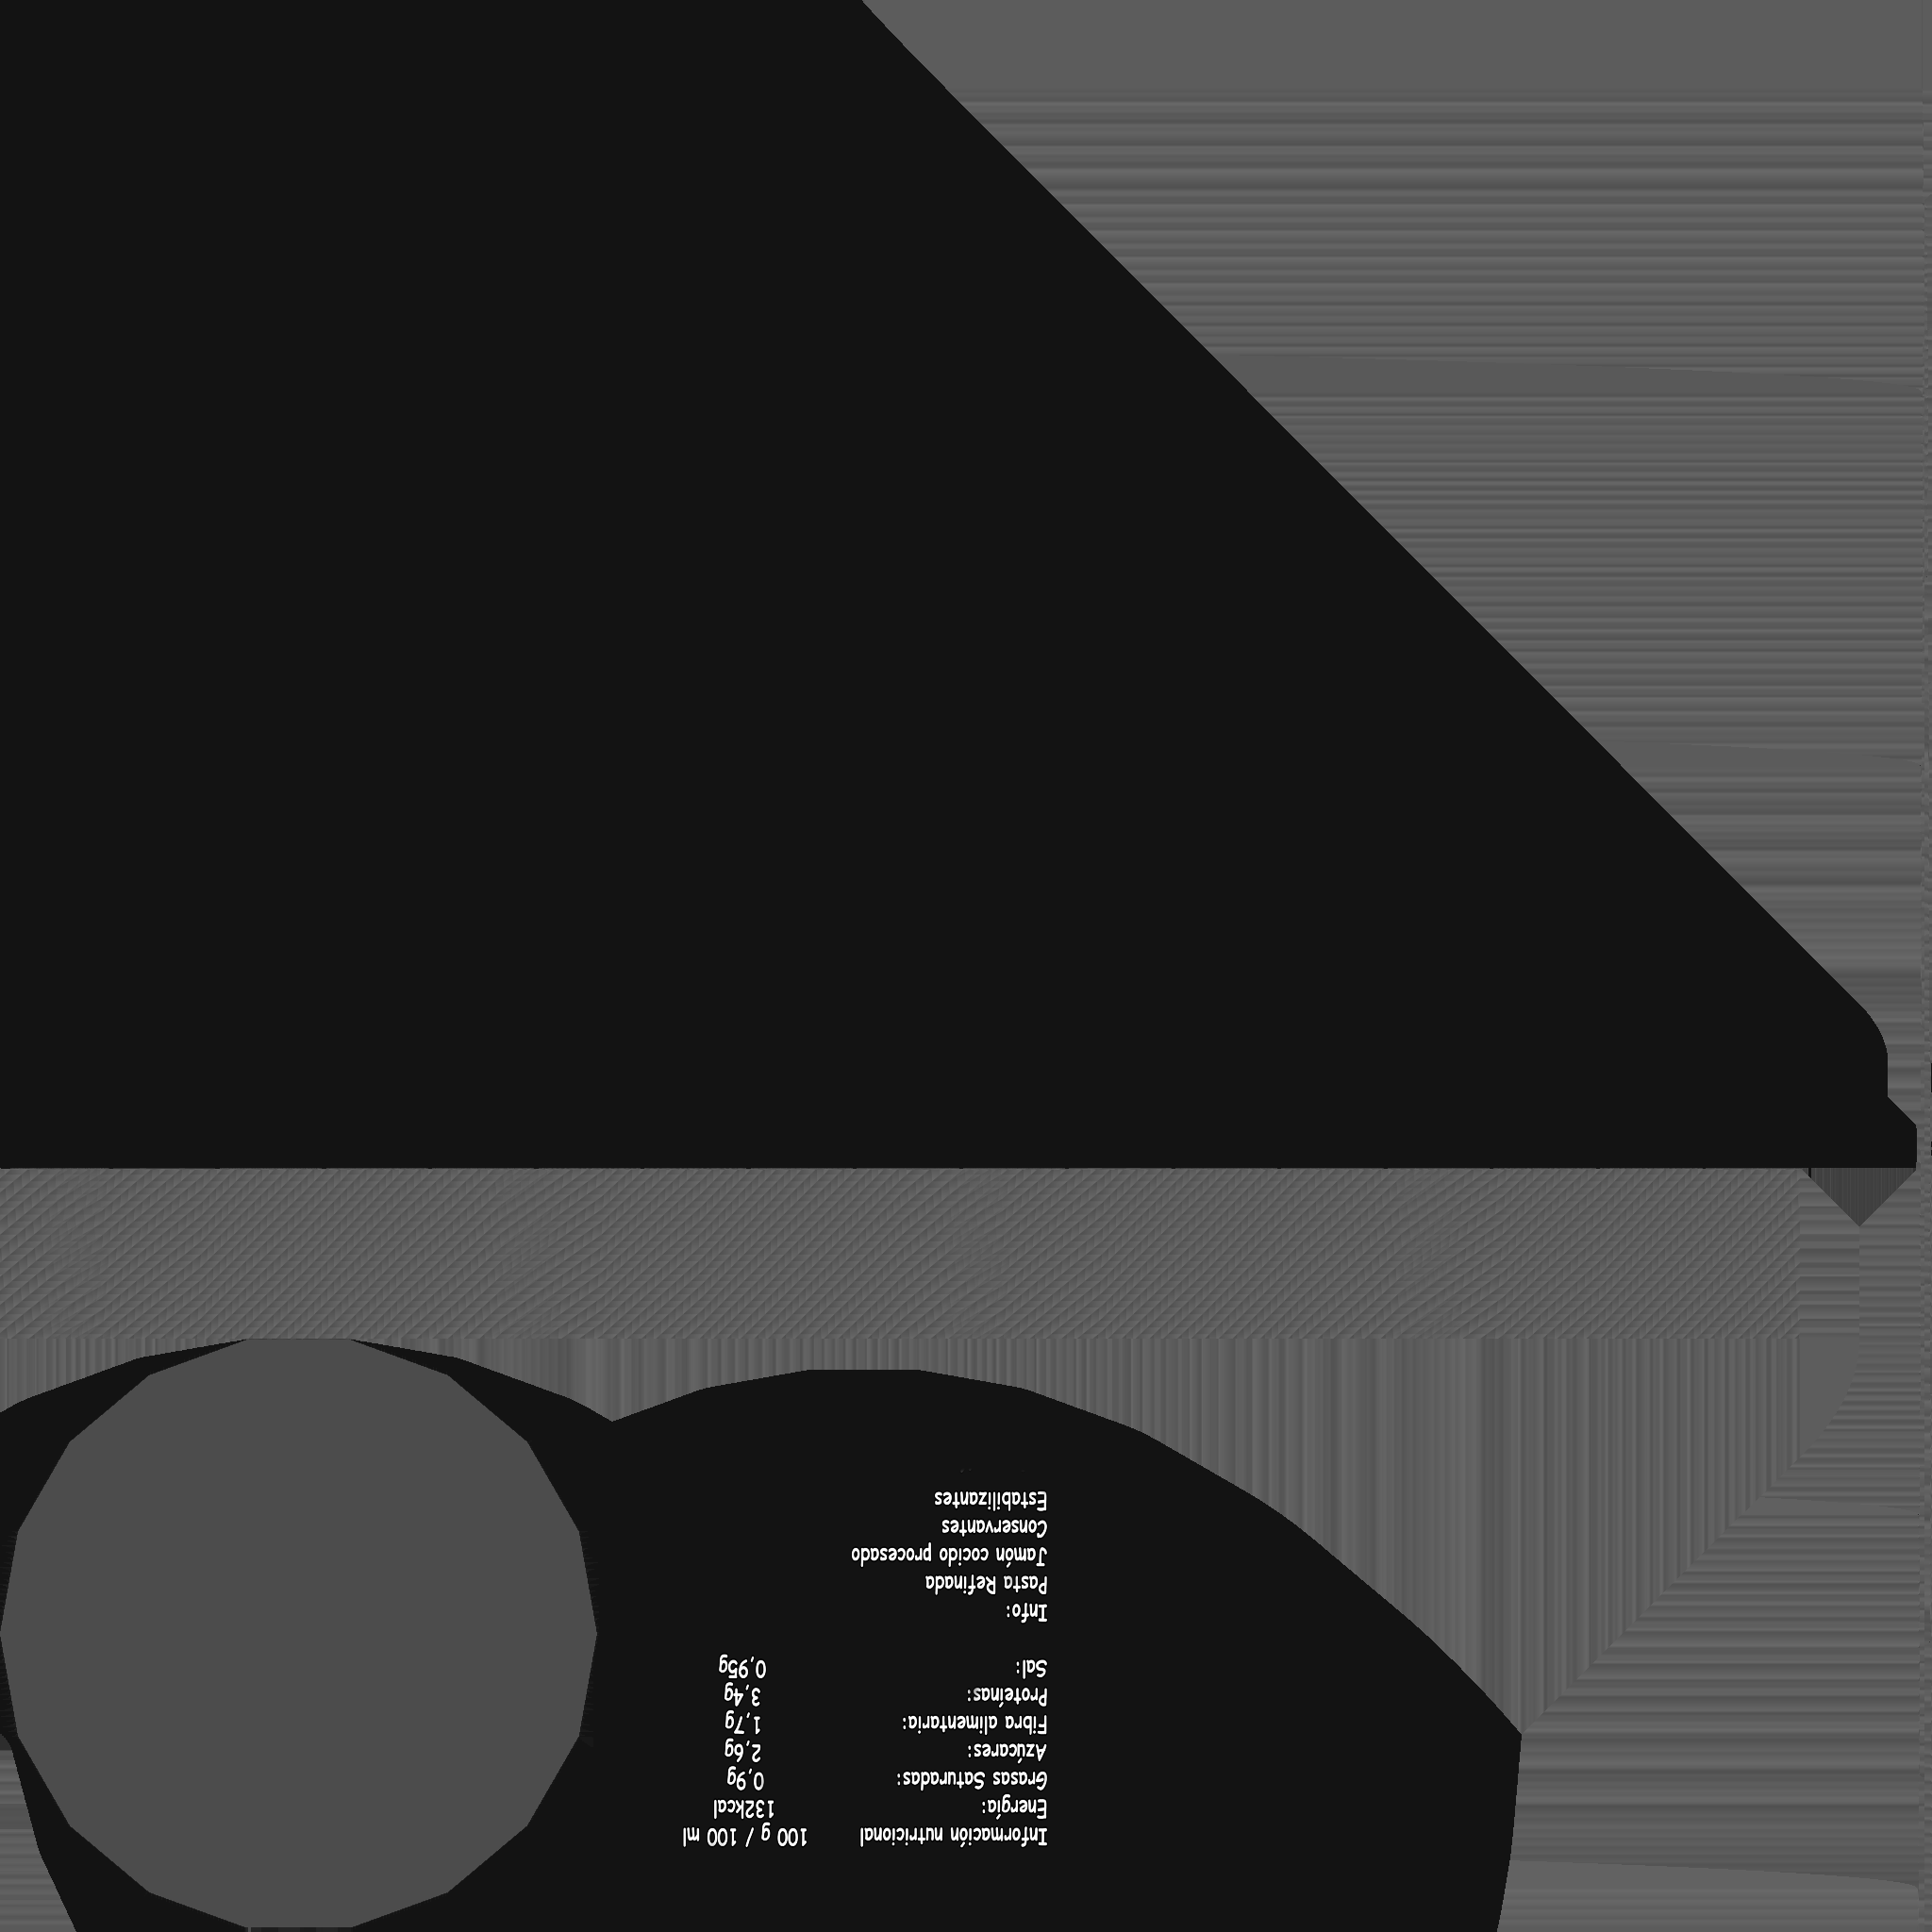 Información nutricional 100 g / 100 ml
Energía: 132kcal
Grasas Saturadas: 0,9g
Azúcares: 2,6g
Fibra alimentaria: 1,7g
Proteínas: 3,4g
Sal: 0,95g
Info:
Pasta Refinada
Jamón cocido procesado
Conservantes
Estabilizantes